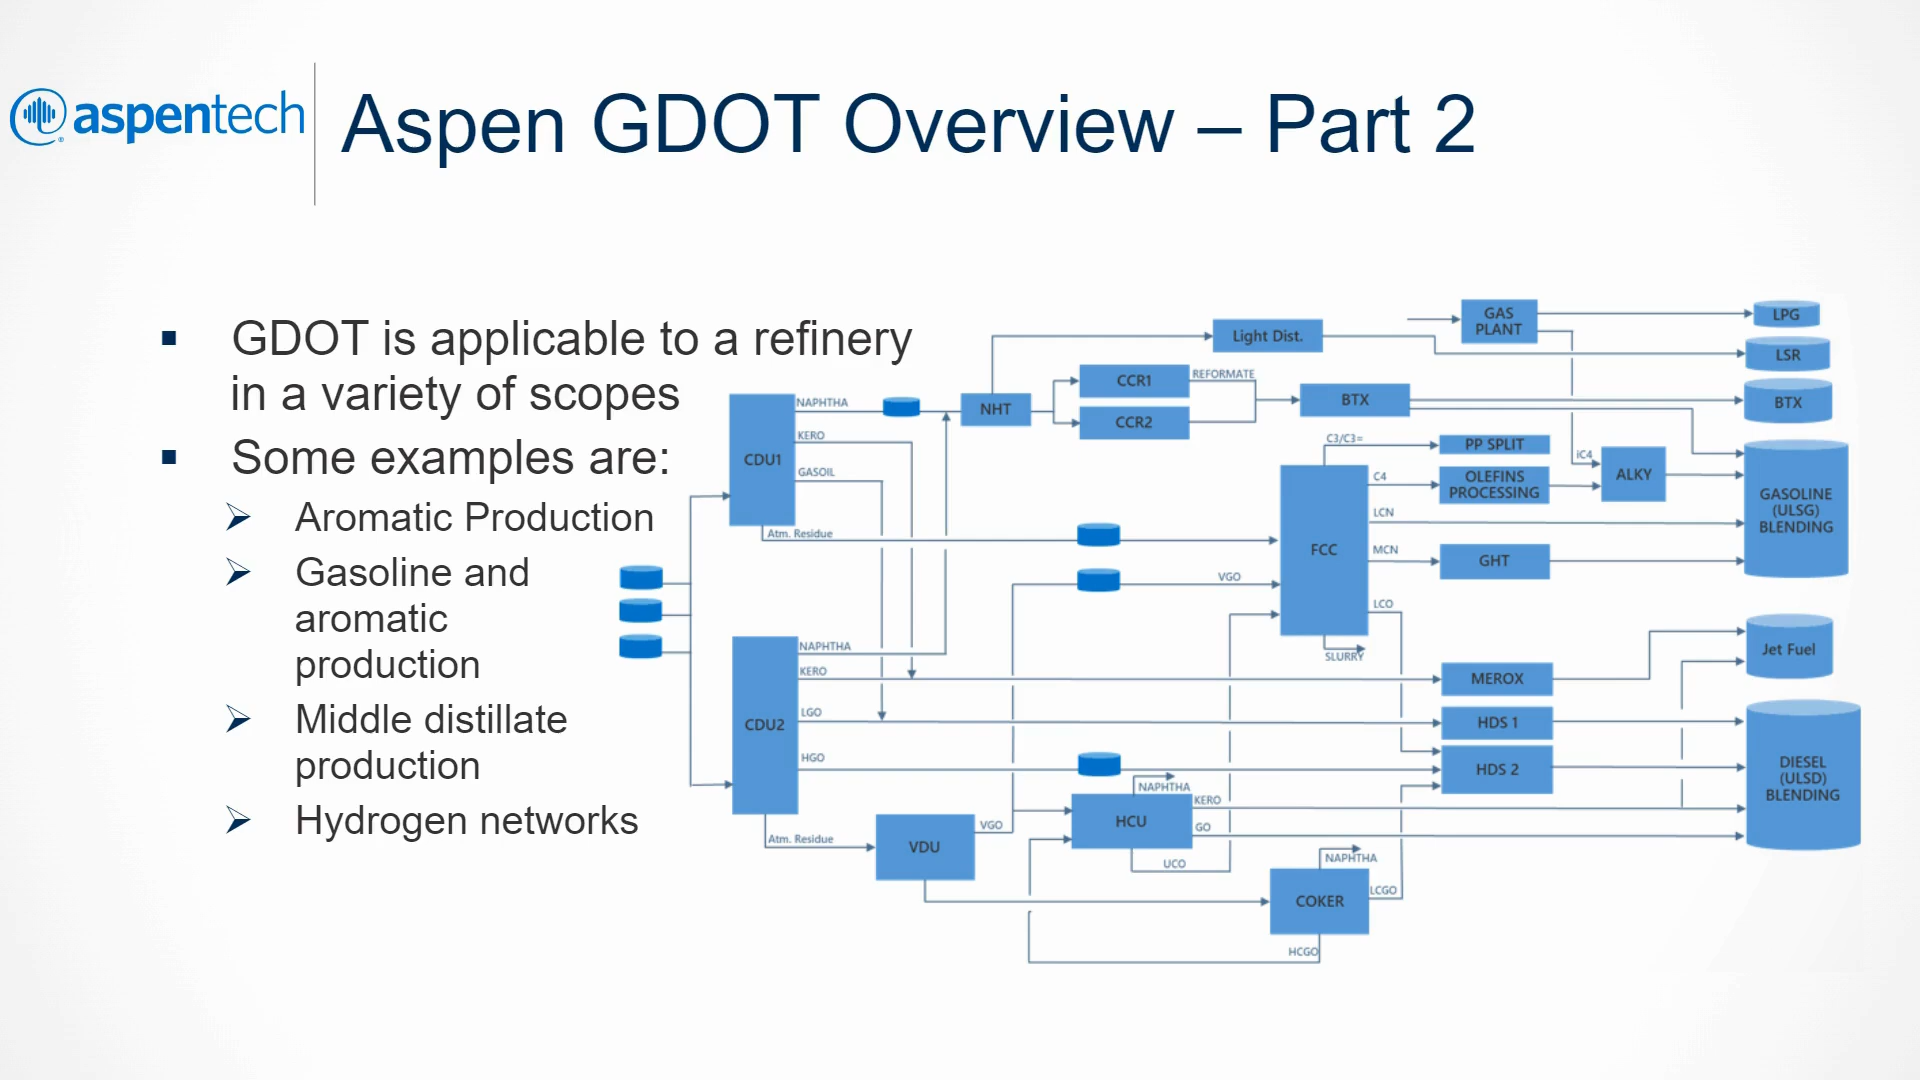 aspentech
Aspen GDOT Overview – Part 2
GDOT is applicable to a refinery
in a variety of scopes
Some examples are:
Aromatic Production
Gasoline and
aromatic
production
Middle distillate
production
Hydrogen networks
CDU1
NAPHTHA
KERO
GASOIL
Atm. Residue
NHT
Light Dist.
CCR1
CCR2
REFORMATE
BTX
GAS
PLANT
LPG
LSR
BTX
C3/C3=
PP SPLIT
C4
OLEFINS
PROCESSING
iC4
ALKY
LCN
MCN
GHT
FCC
VGO
LCO
SLURRY
GASOLINE
(ULSG)
BLENDING
CDU2
NAPHTHA
KERO
LGO
HGO
Atm. Residue
MEROX
HDS 1
HDS 2
Jet Fuel
DIESEL
(ULSD)
BLENDING
VDU
VGO
HCU
NAPHTHA
KERO
GO
UCO
COKER
NAPHTHA
LCGO
HCGO